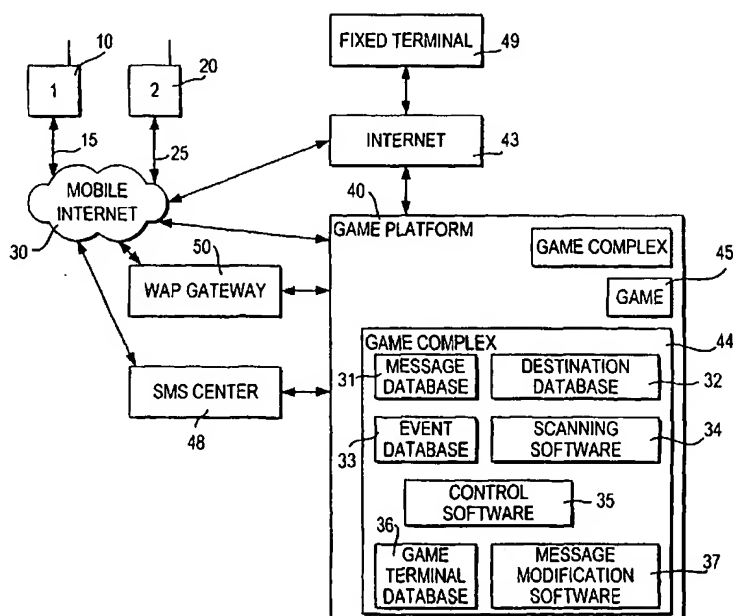 10
20
1
2
15
25
MOBILE
INTERNET
30
FIXED TERMINAL
49
INTERNET
43
40
GAME PLATFORM
GAME COMPLEX
45
GAME
50
WAP GATEWAY
SMS CENTER
48
GAME COMPLEX
44
31
MESSAGE
DATABASE
DESTINATION
DATABASE
32
33
EVENT
DATABASE
SCANNING
SOFTWARE
34
CONTROL
SOFTWARE
35
36
GAME
TERMINAL
DATABASE
MESSAGE
MODIFICATION
SOFTWARE
37